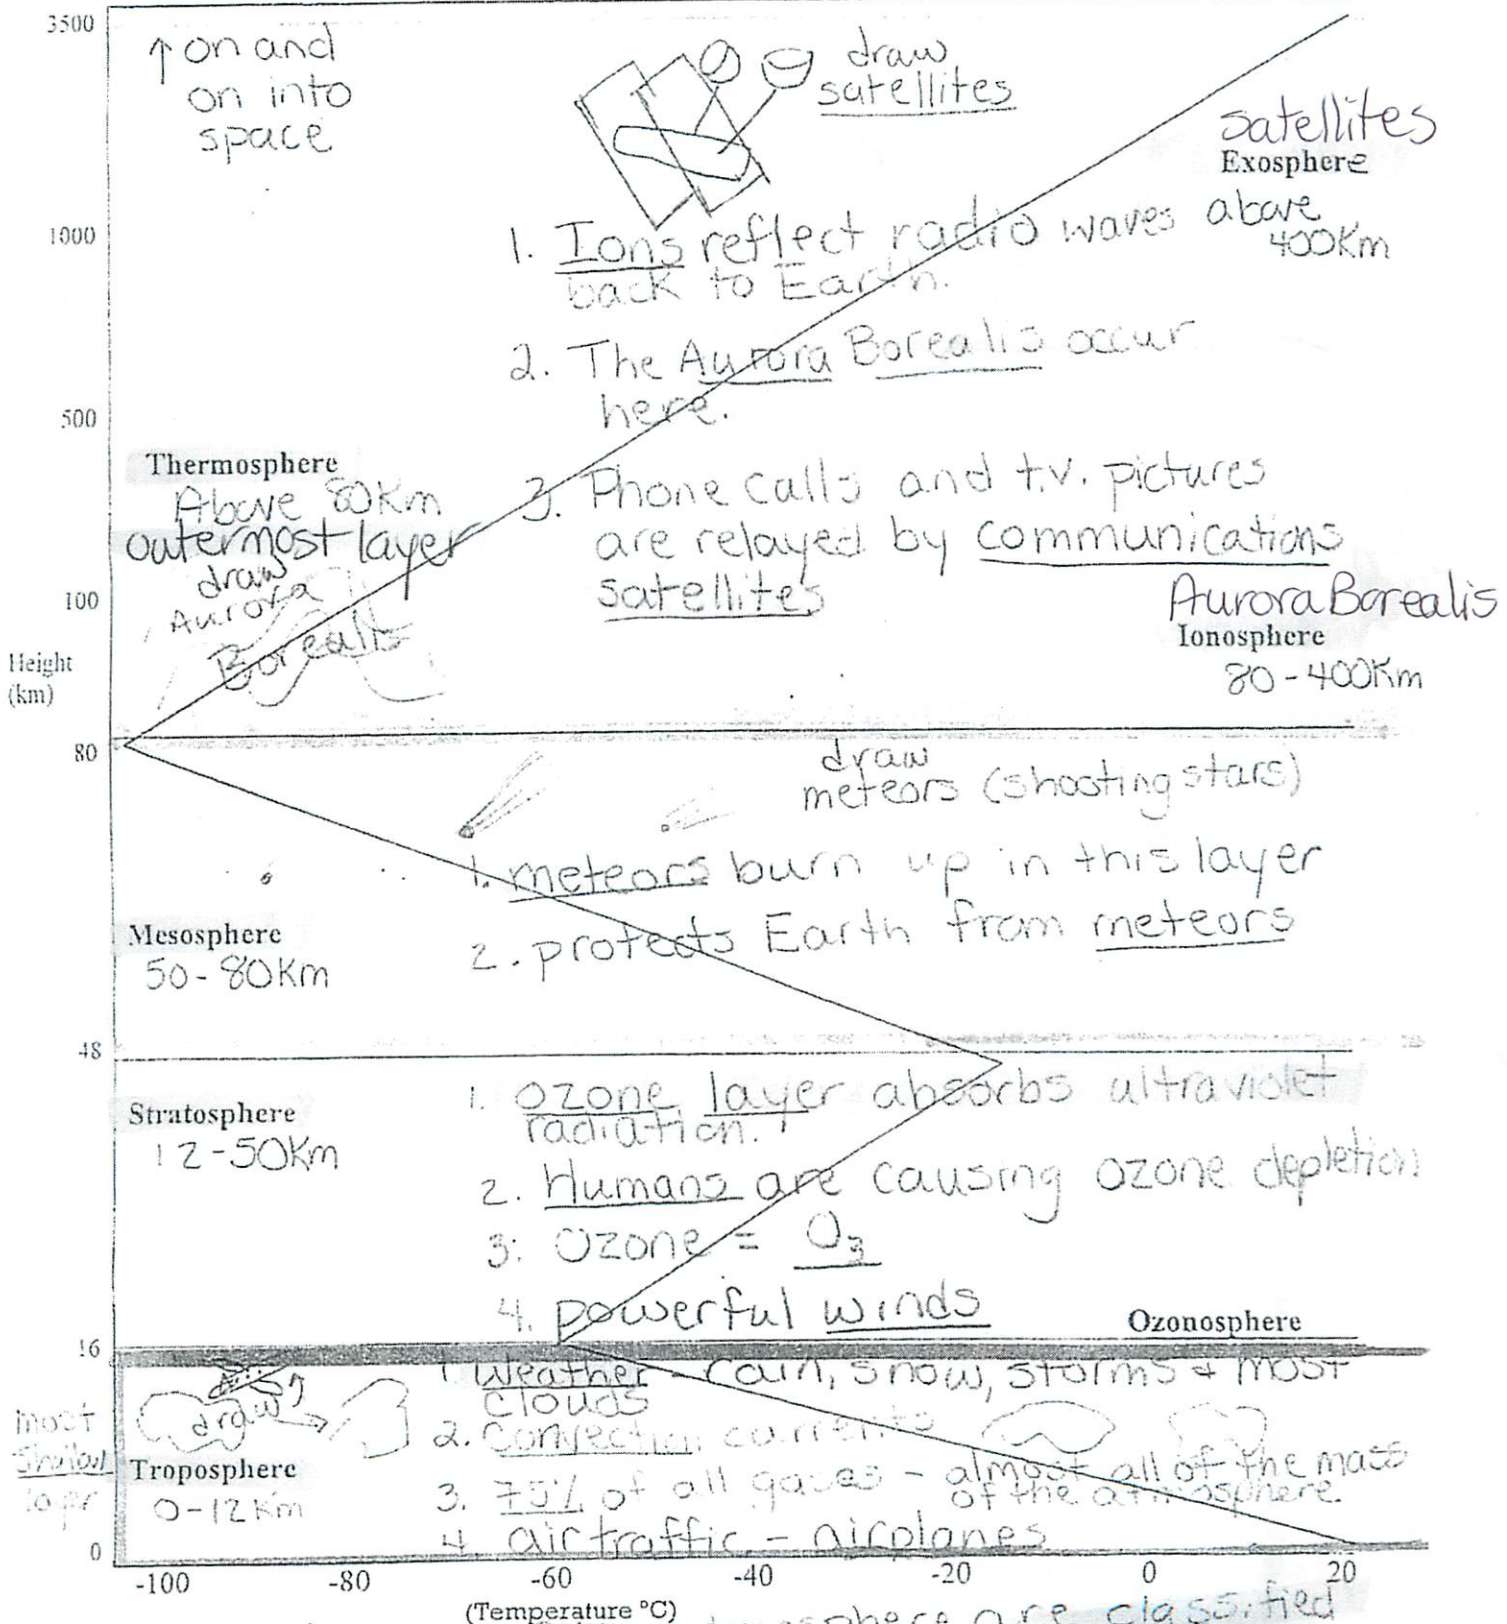 3500
↑ on and
on into
space
draw
satellites
satellites
Exosphere
above
400Km
1000
1. Ions reflect radio waves
back to Earth.
2. The Aurora Borealis occur
here.
500
Thermosphere
Above 80Km
outermost layer
draw
Aurora
Borealis
3. Phone calls and t.v. pictures
are relayed by communications
satellites
100
Aurora Borealis
Ionosphere
80-400Km
Height
(km)
80
draw
meteors (shooting stars)
1. meteors burn up in this layer
2. protects Earth from meteors
Mesosphere
50-80Km
48
Stratosphere
12-50Km
1. ozone layer absorbs ultraviolet
radiation.
2. Humans are causing ozone depletion
3. Ozone = O3
4. powerful winds
Ozonosphere
16
1. Weather - rain, snow, storms + most
clouds
draw
2. Convection currents
most
layer
Troposphere
0-12Km
3. 75% of all gases - almost all of the mass
of the atmosphere.
4. air traffic - airplanes
0
-100 -80 -60 -40 -20 0 20
(Temperature °C)
are classified